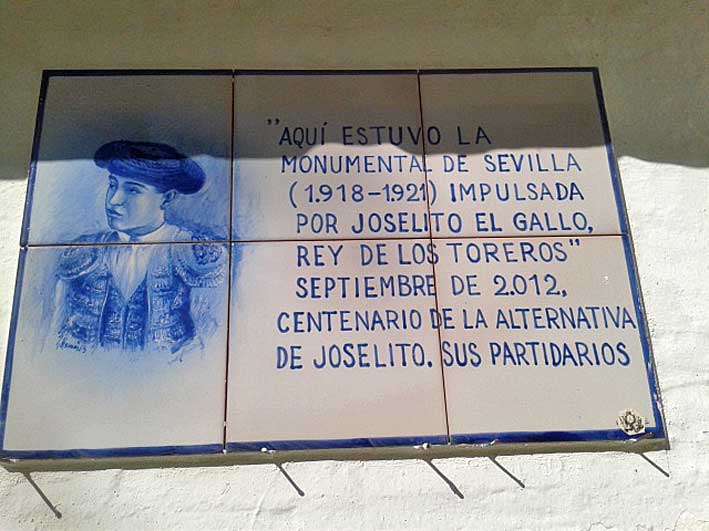 "AQUÍ ESTUVO LA
MONUMENTAL DE SEVILLA
(1.918-1.921) IMPULSADA
POR JOSELITO EL GALLO,
REY DE LOS TOREROS"
SEPTIEMBRE DE 2.012,
CENTENARIO DE LA ALTERNATIVA
DE JOSELITO. SUS PARTIDARIOS